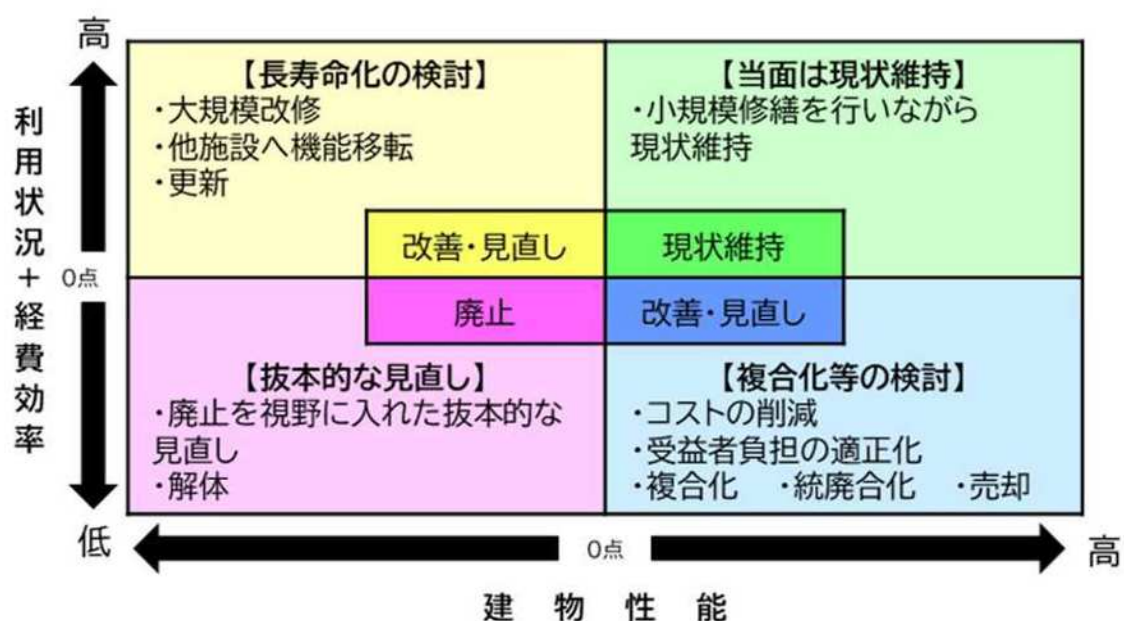 高
利用状況+経費効率
0点
低
【長寿命化の検討】
・大規模改修
・他施設へ機能移転
・更新
改善・見直し
【当面は現状維持】
・小規模修繕を行いながら
現状維持
現状維持
廃止
【抜本的な見直し】
・廃止を視野に入れた抜本的な
見直し
・解体
改善・見直し
【複合化等の検討】
・コストの削減
・受益者負担の適正化
・複合化 ・統廃合化 ・売却
0点
高
建物性能